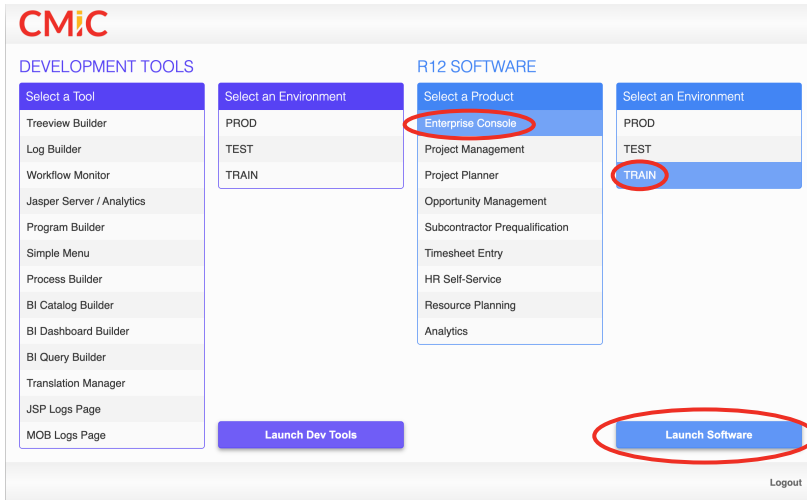 CMiC
DEVELOPMENT TOOLS
Select a Tool
Treeview Builder
Log Builder
Workflow Monitor
Jasper Server / Analytics
Program Builder
Simple Menu
Process Builder
BI Catalog Builder
BI Dashboard Builder
BI Query Builder
Translation Manager
JSP Logs Page
MOB Logs Page
Select an Environment
PROD
TEST
TRAIN
Launch Dev Tools
R12 SOFTWARE
Select a Product
Enterprise Console
Project Management
Project Planner
Opportunity Management
Subcontractor Prequalification
Timesheet Entry
HR Self-Service
Resource Planning
Analytics
Select an Environment
PROD
TEST
TRAIN
Launch Software
Logout